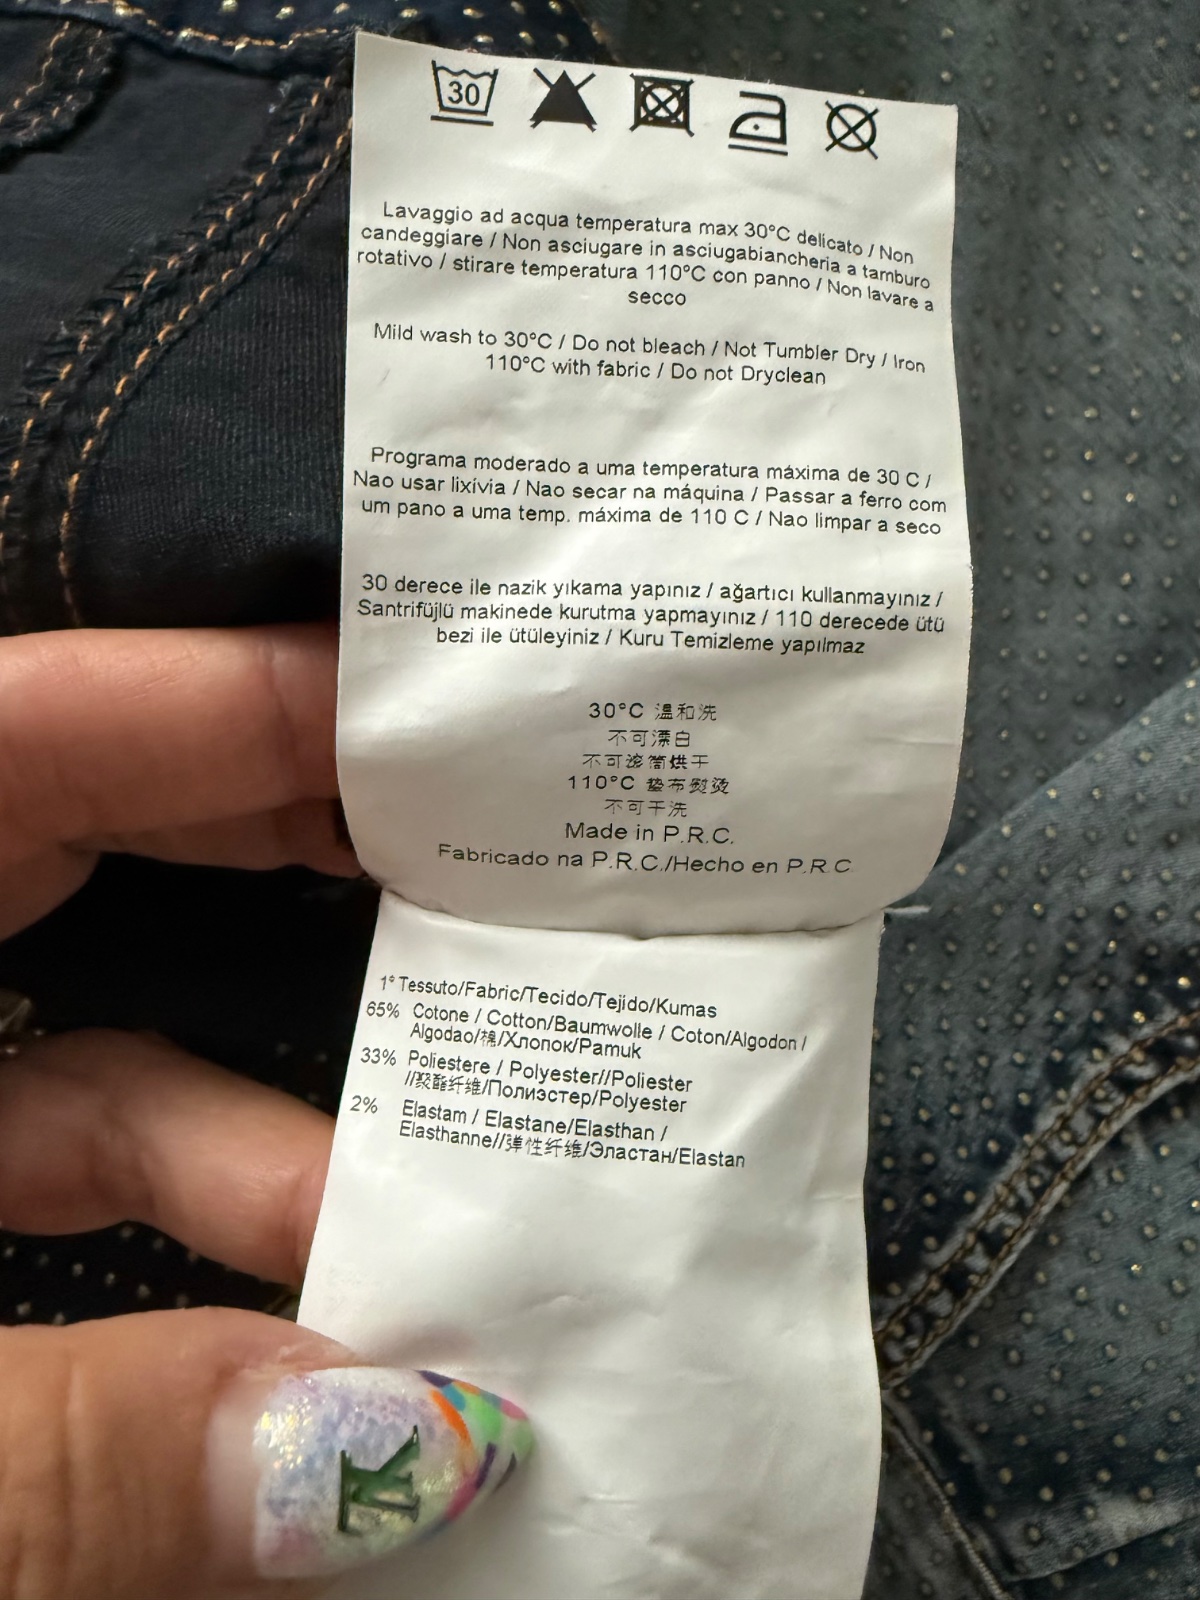 30
Lavaggio ad acqua temperatura max 30°C delicato / Non
candeggiare / Non asciugare in asciugabiancheria a tamburo
rotativo / stirare temperatura 110°C con panno / Non lavare a
secco
Mild wash to 30°C / Do not bleach / Not Tumbler Dry / Iron
110°C with fabric / Do not Dryclean
Programa moderado a uma temperatura máxima de 30 C /
Nao usar lixívia / Nao secar na máquina / Passar a ferro com
um pano a uma temp. máxima de 110 C / Nao limpar a seco
30 derece ile nazik yıkama yapınız / ağartıcı kullanmayınız /
Santrifüjlü makinede kurutma yapmayınız / 110 derecede ütü
bezi ile ütüleyiniz / Kuru Temizleme yapılmaz
30°C 温和洗
不可漂白
不可滚筒烘干
110°C 垫布熨烫
不可干洗
Made in P.R.C.
Fabricado na P.R.C./Hecho en P.R.C
1° Tessuto/Fabric/Tecido/Tejido/Kumas
65% Cotone / Cotton/Baumwolle / Coton/Algodon /
Algodao/棉/Хлопок/Pamuk
33% Poliestere / Polyester//Poliester
//聚酯纤维/Полиэстер/Polyester
2% Elastam / Elastane/Elasthan /
Elasthanne//弹性纤维/Эластан/Elastan